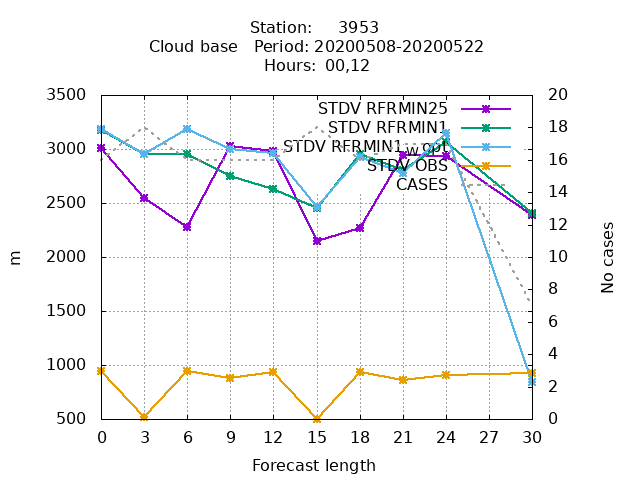 Station: 3953
Cloud base Period: 20200508-20200522
Hours: 00,12
3500
3000
2500
2000
1500
1000
500
m
STDV RFRMIN25
STDV RFRMIN1
STDV RFRMIN1_w_opt
STDV OBS
CASES
20
18
16
14
12
10
8
6
4
2
0
No cases
0 3 6 9 12 15 18 21 24 27 30
Forecast length